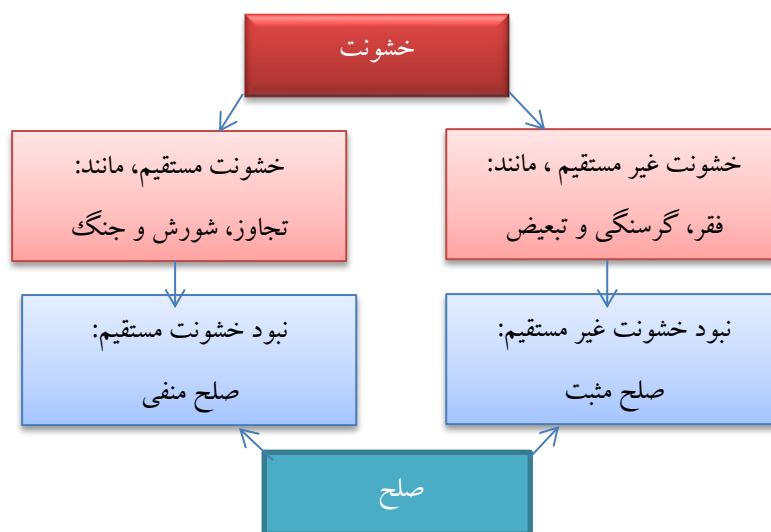 خشونت
خشونت غیر مستقیم ، مانند:
فقر، گرسنگی و تبعیض
خشونت مستقیم، مانند:
تجاوز، شورش و جنگ
نبود خشونت غیر مستقیم:
صلح مثبت
نبود خشونت مستقیم:
صلح منفی
صلح